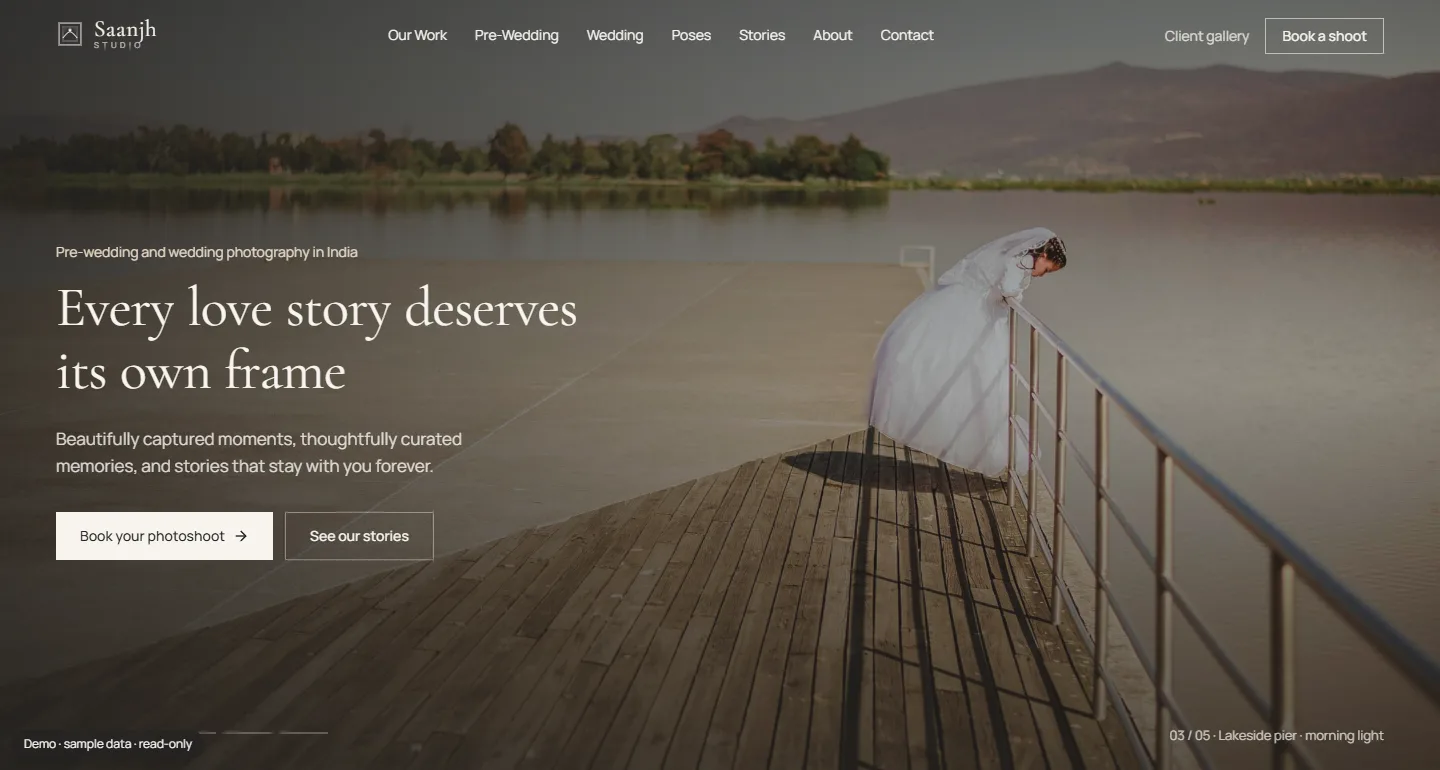 Saanjh
STUDIO
Our Work
Pre-Wedding
Wedding
Poses
Stories
About
Contact
Client gallery
Book a shoot
Pre-wedding and wedding photography in India
Every love story deserves
its own frame
Beautifully captured moments, thoughtfully curated
memories, and stories that stay with you forever.
Book your photoshoot →
See our stories
Demo · sample data · read-only
03 / 05 · Lakeside pier · morning light